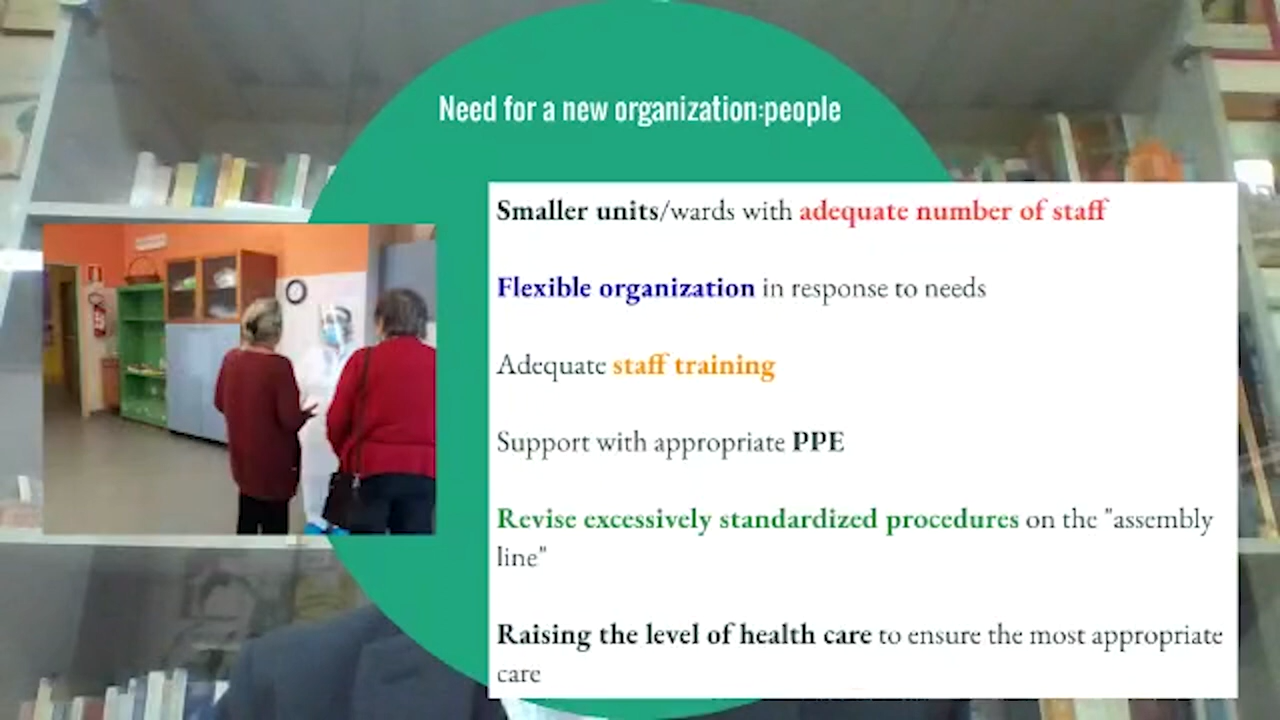 Need for a new organization:people
Smaller units/wards with adequate number of staff
Flexible organization in response to needs
Adequate staff training
Support with appropriate PPE
Revise excessively standardized procedures on the "assembly
line"
Raising the level of health care to ensure the most appropriate
care